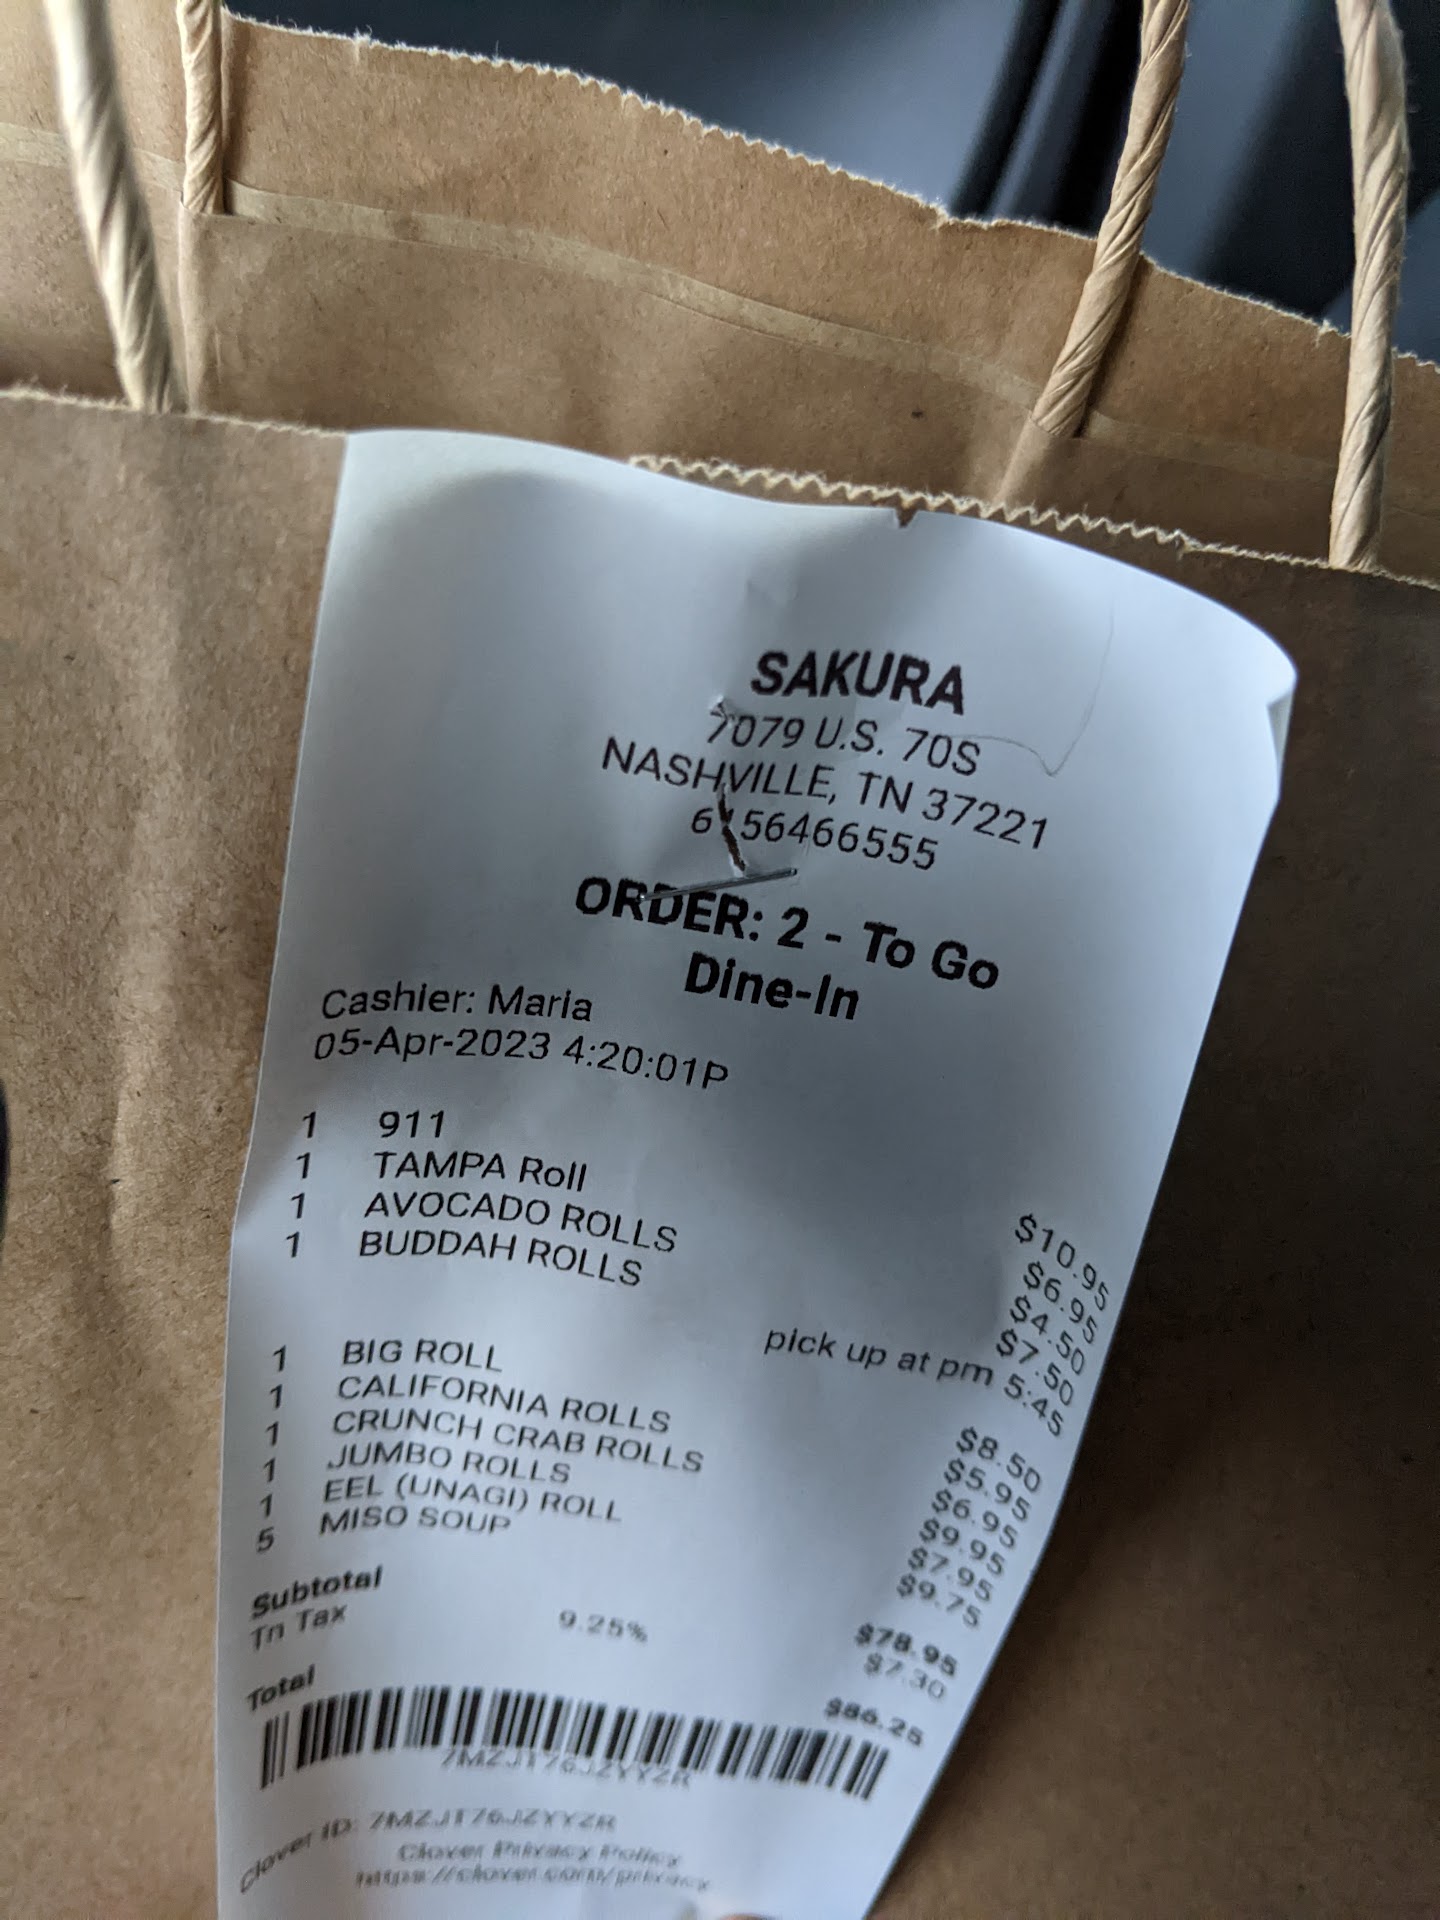 SAKURA
7079 U.S. 70S
NASHVILLE, TN 37221
6156466555
ORDER: 2 - To Go
Dine-In
Cashier: Maria
05-Apr-2023 4:20:01P
1 911 $10.95
1 TAMPA Roll $6.95
1 AVOCADO ROLLS $4.50
1 BUDDAH ROLLS $7.50
pick up at pm 5:45
1 BIG ROLL $8.50
1 CALIFORNIA ROLLS $5.95
1 CRUNCH CRAB ROLLS $6.95
1 JUMBO ROLLS $9.95
1 EEL (UNAGI) ROLL $7.95
5 MISO SOUP $9.75
Subtotal $78.95
Tn Tax 9.25% $7.30
Total $86.25
7MZJT76JZYYZR
Clover ID: 7MZJT76JZYYZR
Clover Privacy Policy
https://clover.com/privacy